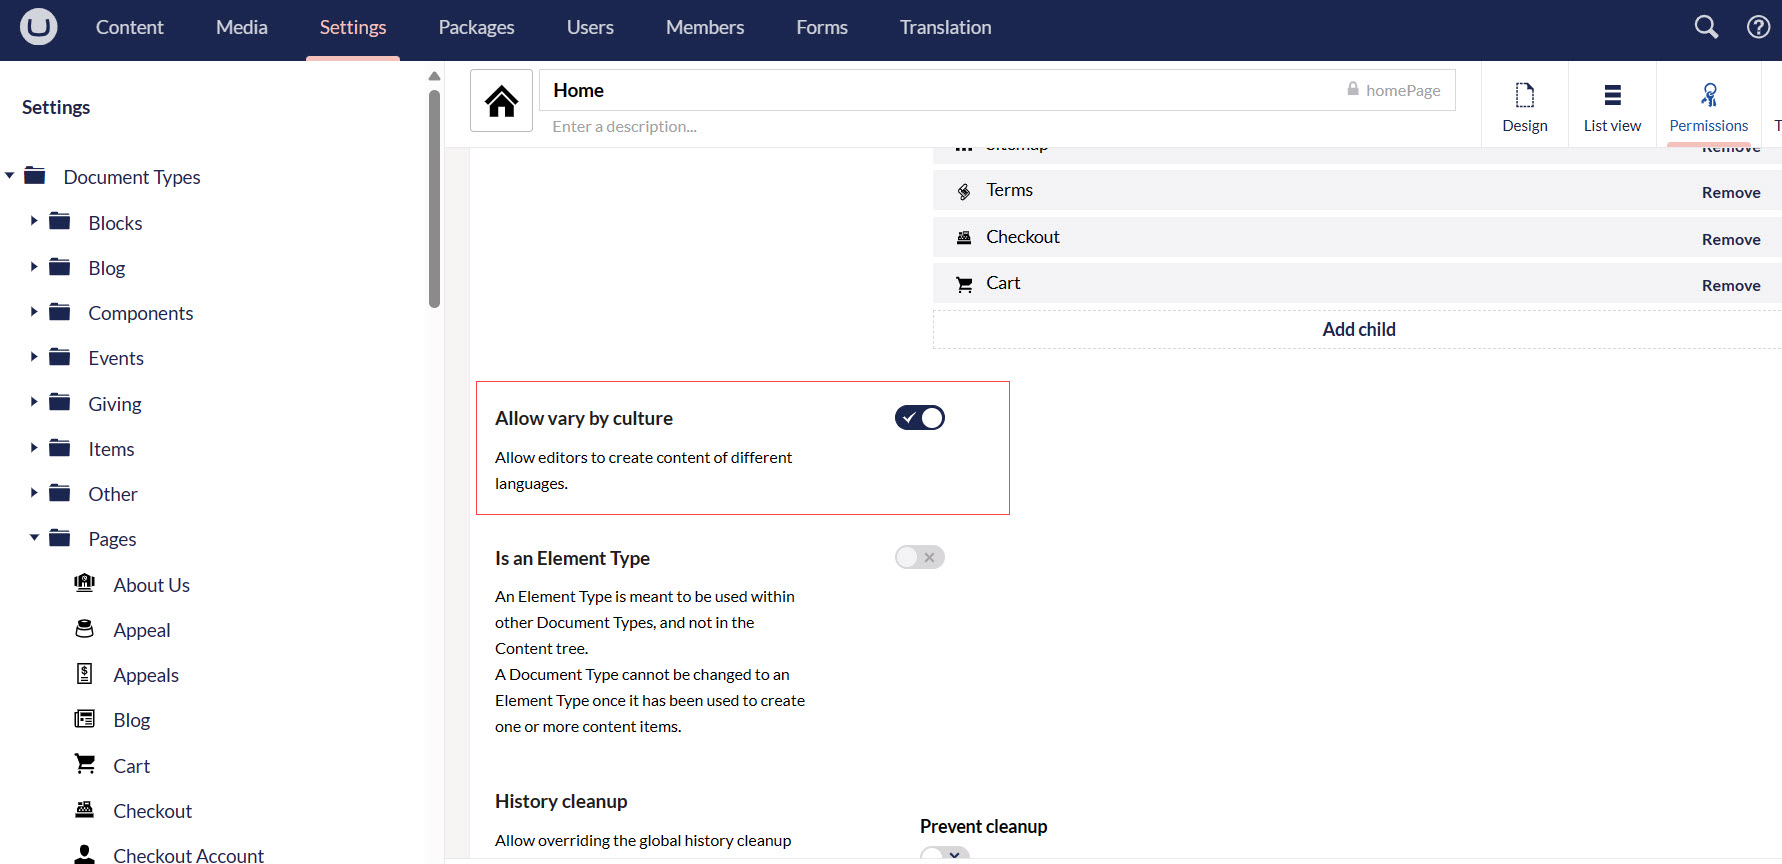 Content Media Settings Packages Users Members Forms Translation
Settings
Document Types
Blocks
Blog
Components
Events
Giving
Items
Other
Pages
About Us
Appeal
Appeals
Blog
Cart
Checkout
Checkout Account
Home homePage
Enter a description...
Design List view Permissions T
Sitemap Remove
Terms Remove
Checkout Remove
Cart Remove
Add child
Allow vary by culture
Allow editors to create content of different
languages.
Is an Element Type
An Element Type is meant to be used within
other Document Types, and not in the
Content tree.
A Document Type cannot be changed to an
Element Type once it has been used to create
one or more content items.
History cleanup
Allow overriding the global history cleanup
Prevent cleanup